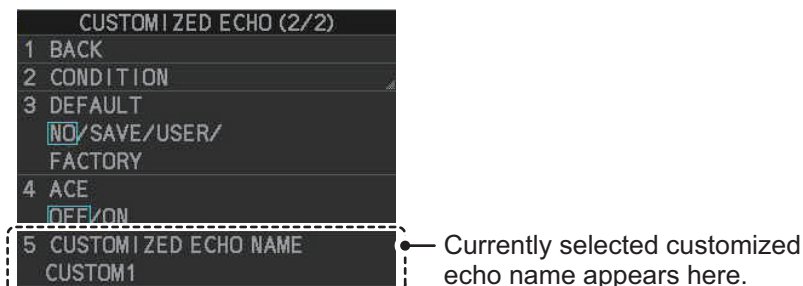 CUSTOMIZED ECHO (2/2)
1 BACK
2 CONDITION
3 DEFAULT
NO/SAVE/USER/
FACTORY
4 ACE
OFF/ON
5 CUSTOMIZED ECHO NAME
CUSTOM1
Currently selected customized
echo name appears here.